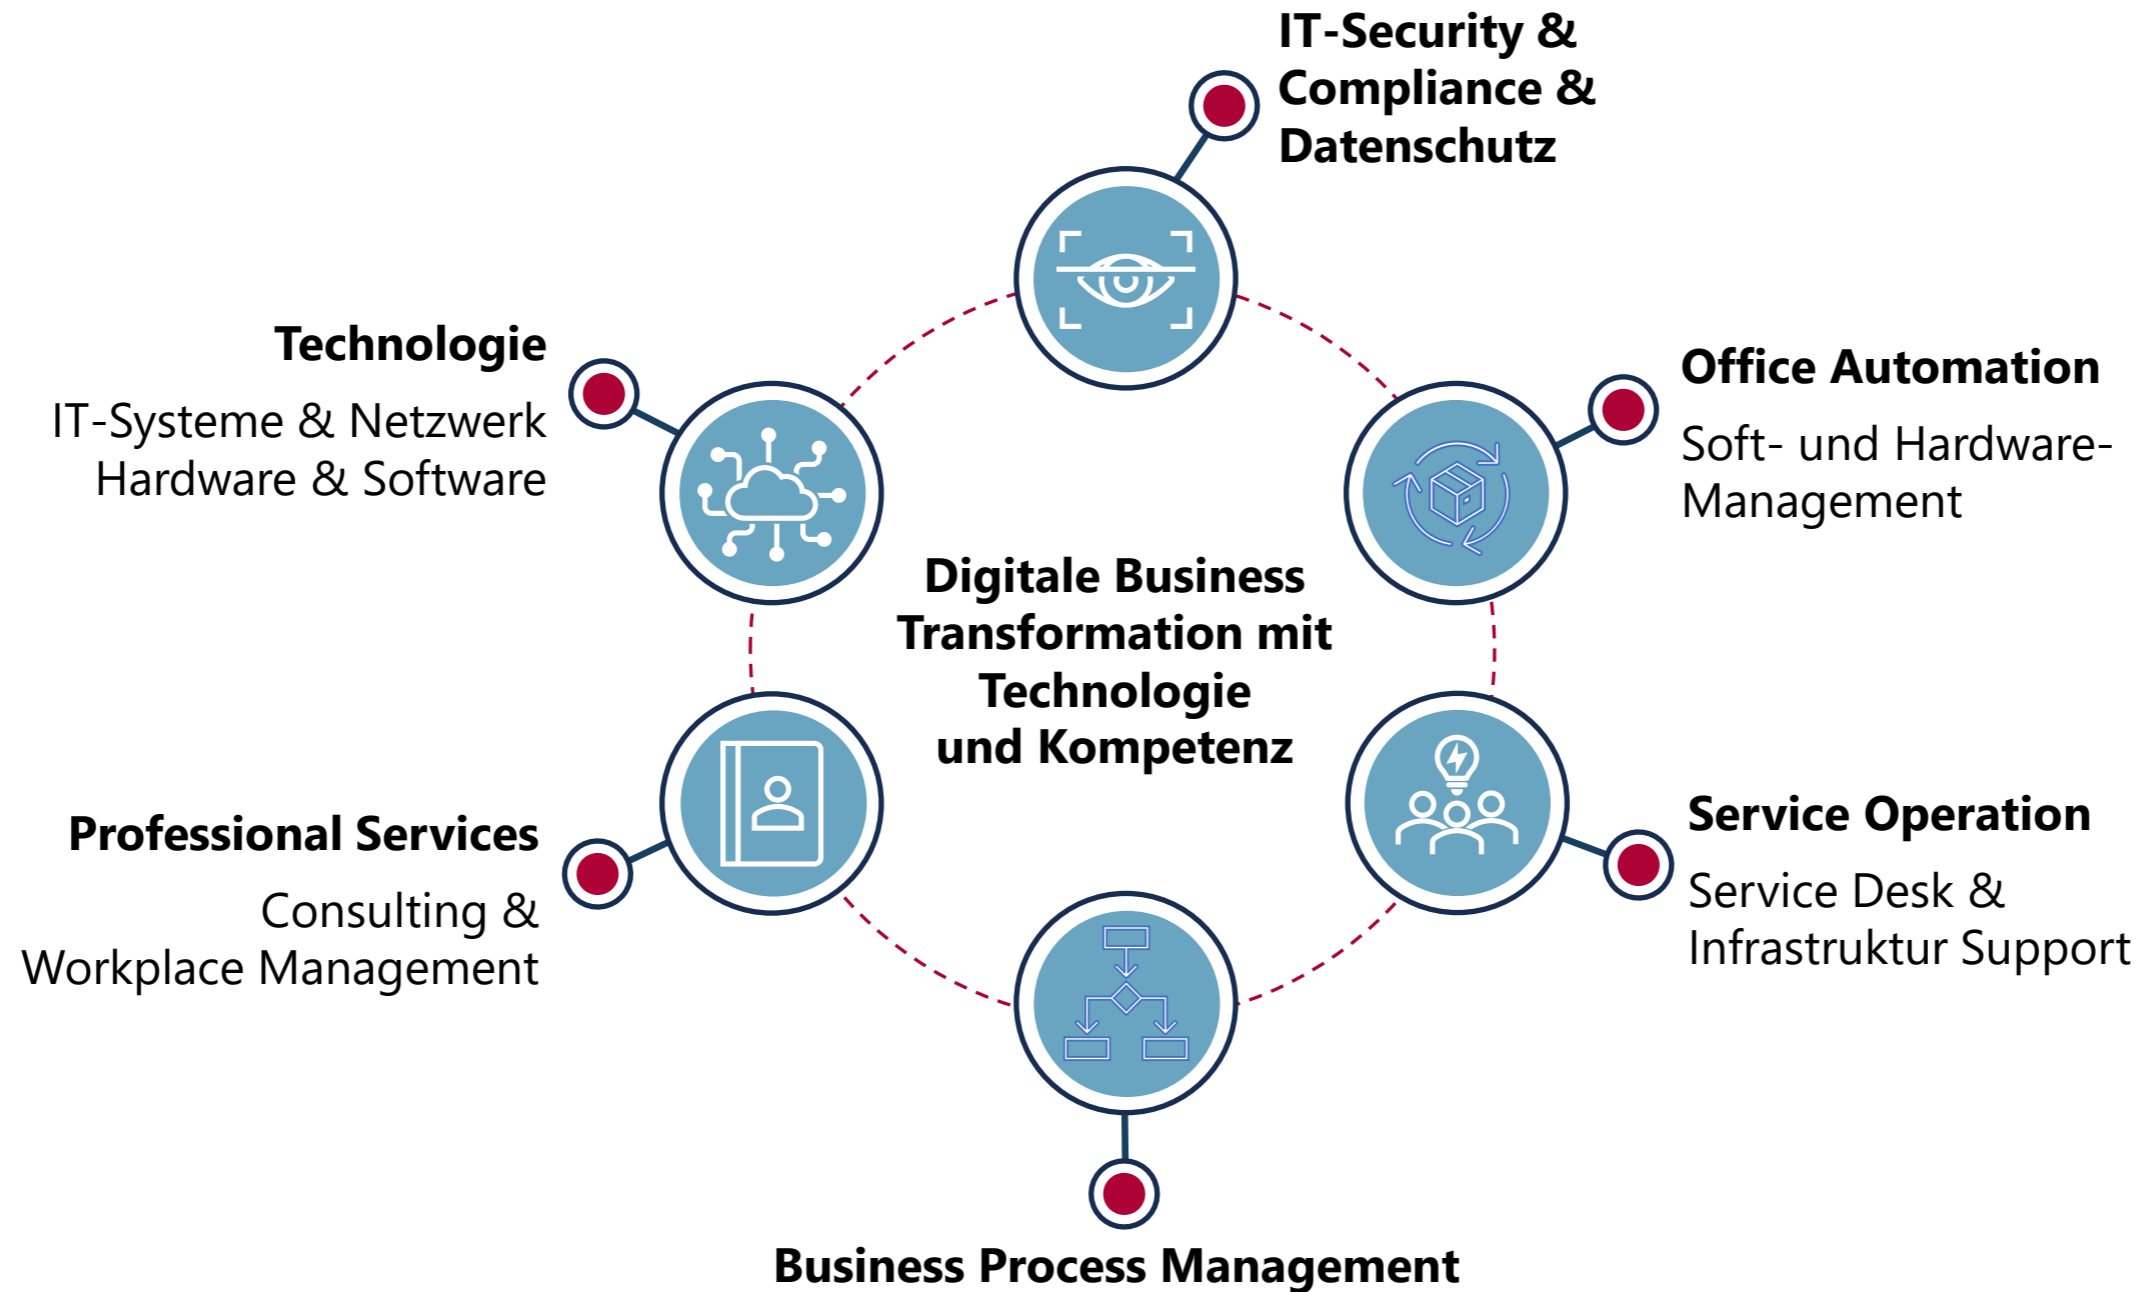 IT-Security &
Compliance &
Datenschutz
Technologie
IT-Systeme & Netzwerk
Hardware & Software
Office Automation
Soft- und Hardware-
Management
Digitale Business
Transformation mit
Technologie
und Kompetenz
Professional Services
Consulting &
Workplace Management
Service Operation
Service Desk &
Infrastruktur Support
Business Process Management